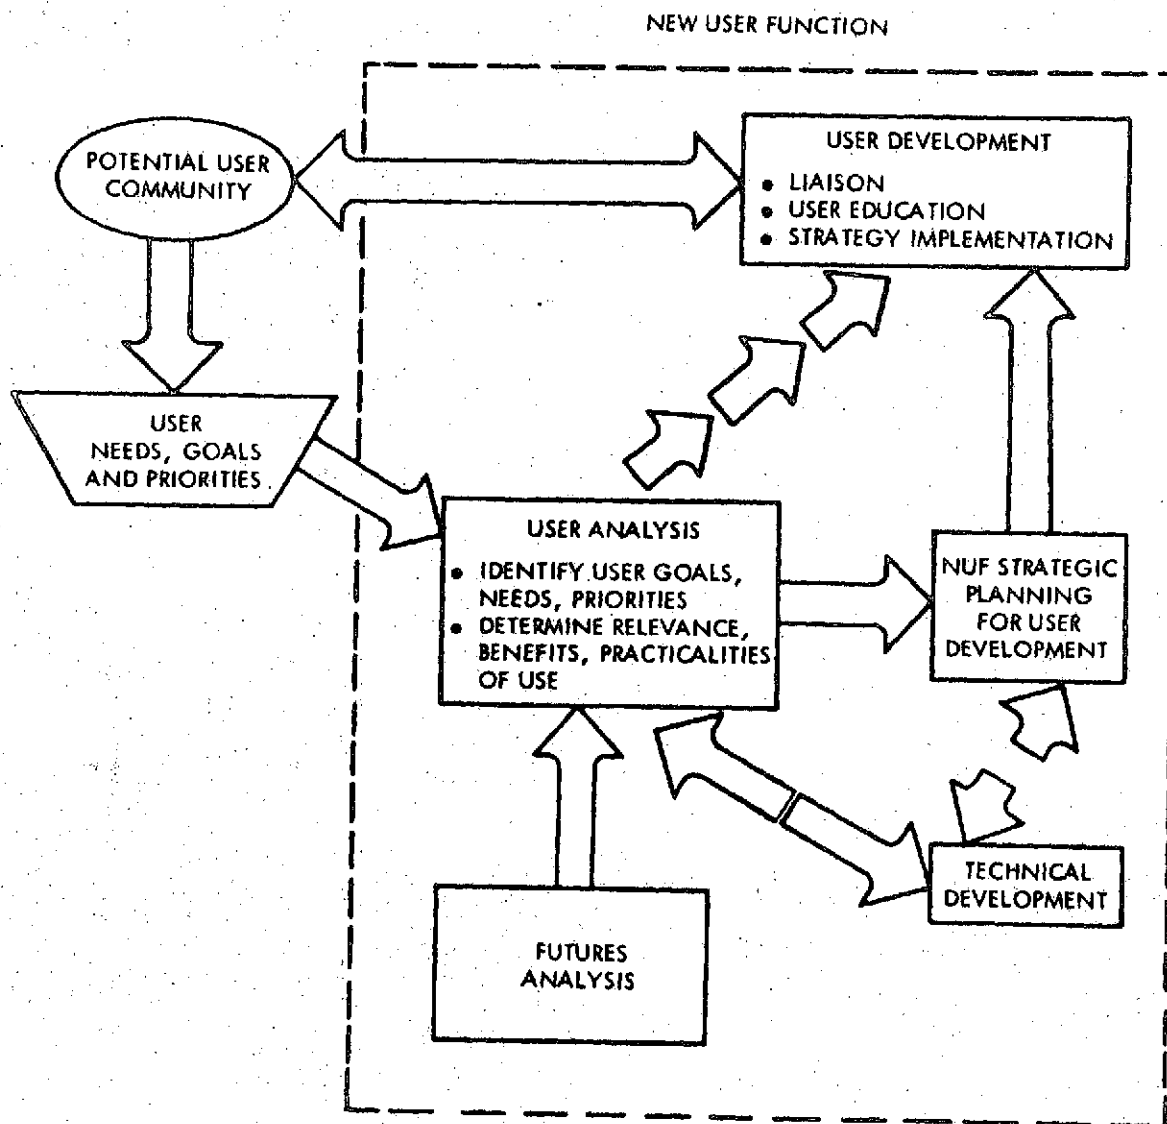 NEW USER FUNCTION
POTENTIAL USER
COMMUNITY
USER DEVELOPMENT
• LIAISON
• USER EDUCATION
• STRATEGY IMPLEMENTATION
USER
NEEDS, GOALS
AND PRIORITIES
USER ANALYSIS
• IDENTIFY USER GOALS,
NEEDS, PRIORITIES
• DETERMINE RELEVANCE,
BENEFITS, PRACTICALITIES
OF USE
NUF STRATEGIC
PLANNING
FOR USER
DEVELOPMENT
TECHNICAL
DEVELOPMENT
FUTURES
ANALYSIS